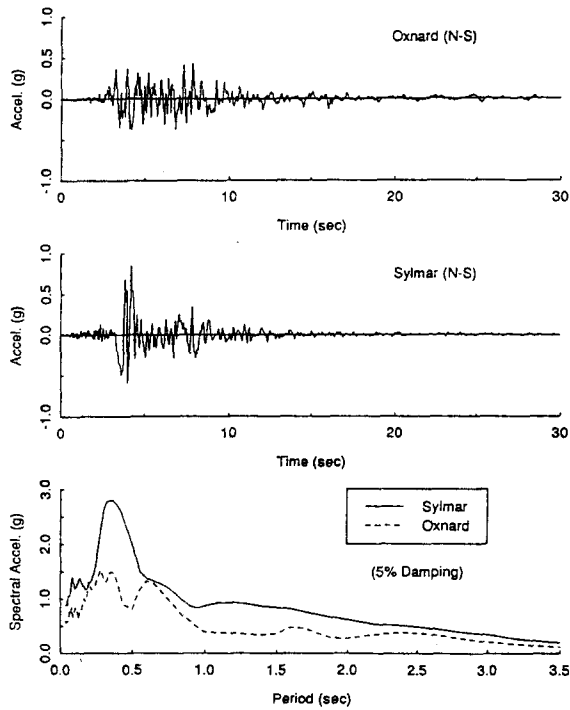 Oxnard (N-S)
Accel. (g)
1.0
0.5
0.0
-1.0
0 10 20 30
Time (sec)
Sylmar (N-S)
Accel. (g)
1.0
0.5
0.0
-1.0
0 10 20 30
Time (sec)
Spectral Accel. (g)
3.0
2.0
1.0
0.0
Sylmar
Oxnard
(5% Damping)
0.0 0.5 1.0 1.5 2.0 2.5 3.0 3.5
Period (sec)